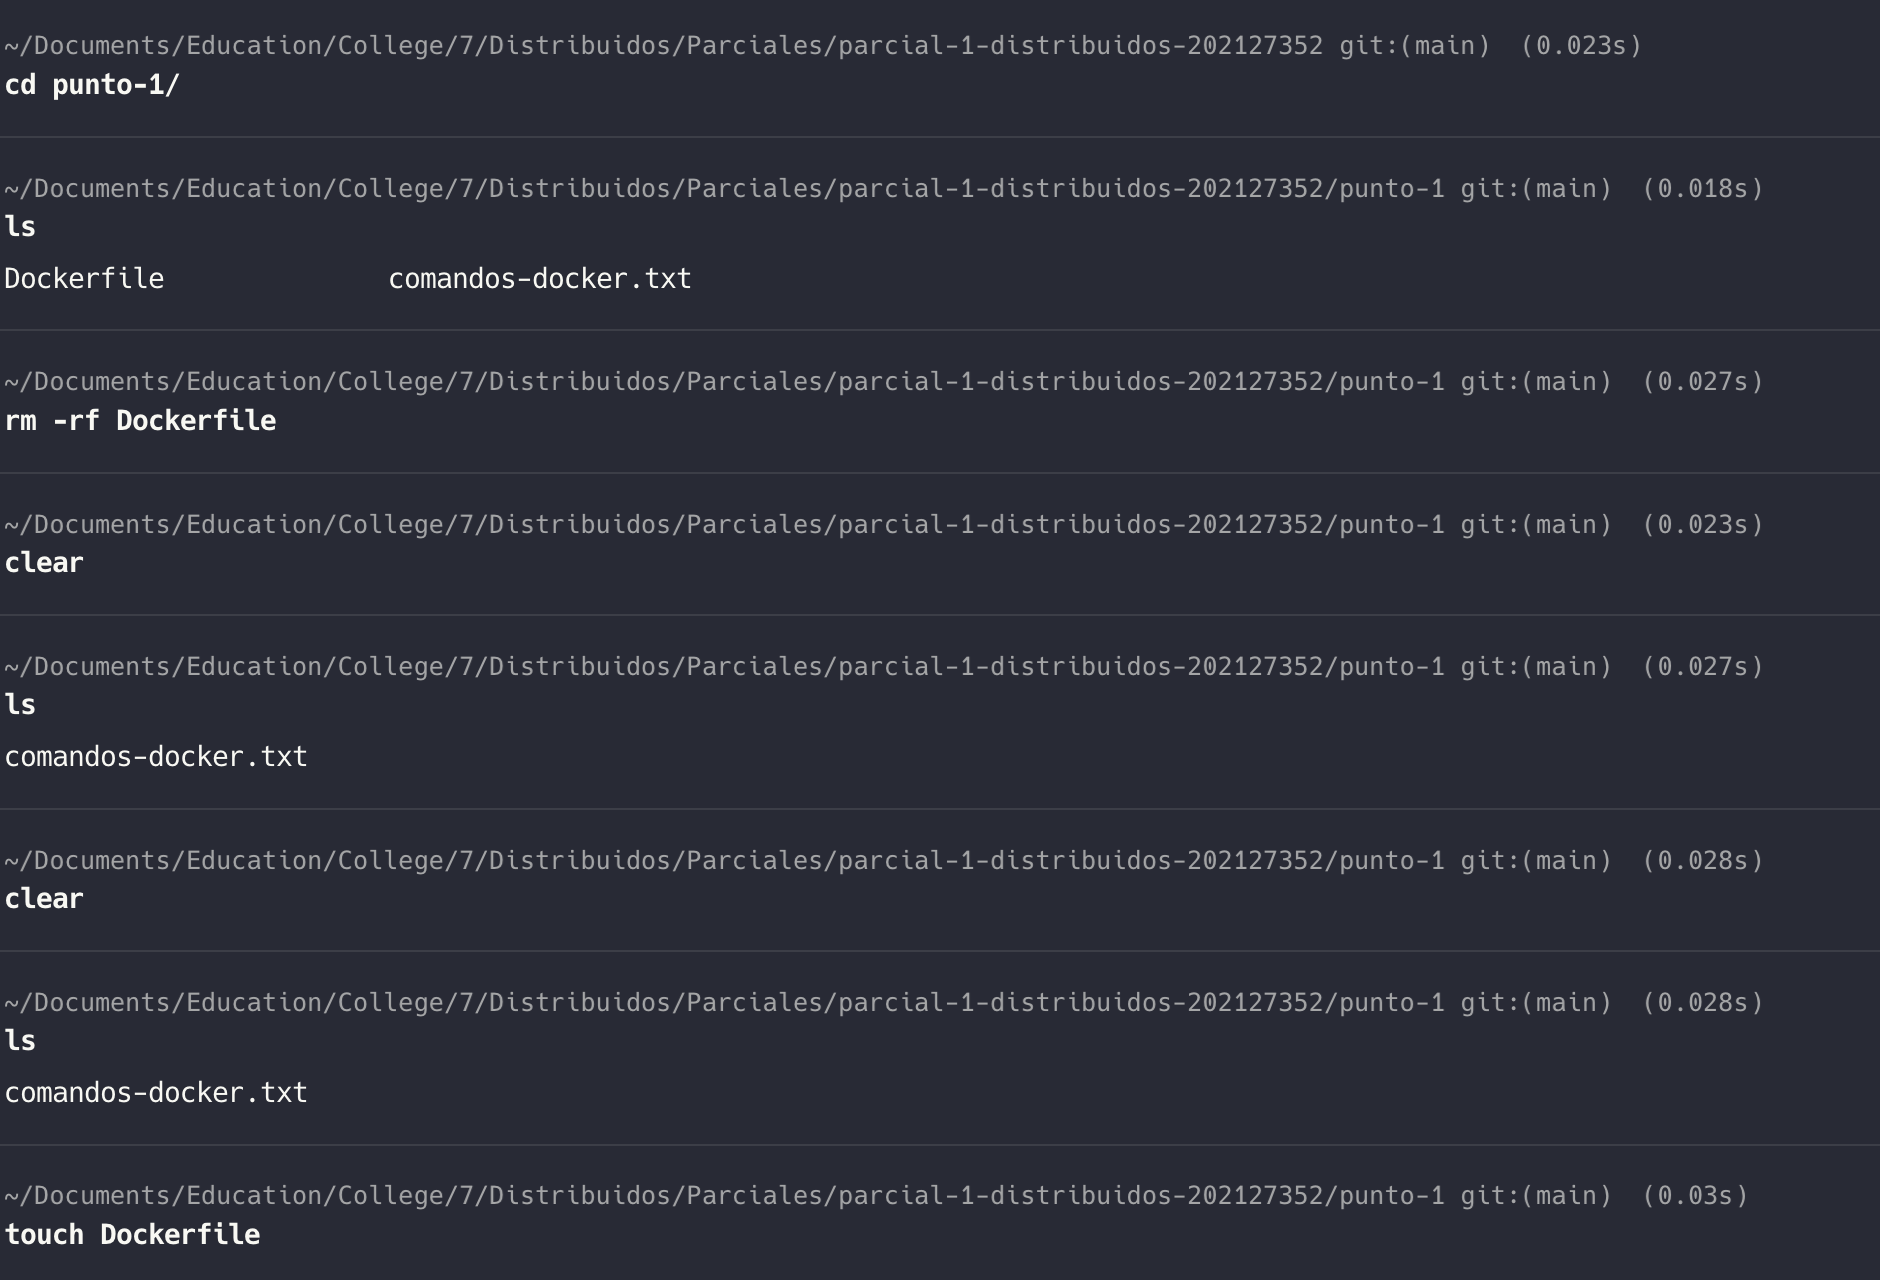 ~/Documents/Education/College/7/Distribuidos/Parciales/parcial-1-distribuidos-202127352 git:(main) (0.023s)
cd punto-1/
~/Documents/Education/College/7/Distribuidos/Parciales/parcial-1-distribuidos-202127352/punto-1 git:(main) (0.018s)
ls
Dockerfile comandos-docker.txt
~/Documents/Education/College/7/Distribuidos/Parciales/parcial-1-distribuidos-202127352/punto-1 git:(main) (0.027s)
rm -rf Dockerfile
~/Documents/Education/College/7/Distribuidos/Parciales/parcial-1-distribuidos-202127352/punto-1 git:(main) (0.023s)
clear
~/Documents/Education/College/7/Distribuidos/Parciales/parcial-1-distribuidos-202127352/punto-1 git:(main) (0.027s)
ls
comandos-docker.txt
~/Documents/Education/College/7/Distribuidos/Parciales/parcial-1-distribuidos-202127352/punto-1 git:(main) (0.028s)
clear
~/Documents/Education/College/7/Distribuidos/Parciales/parcial-1-distribuidos-202127352/punto-1 git:(main) (0.028s)
ls
comandos-docker.txt
~/Documents/Education/College/7/Distribuidos/Parciales/parcial-1-distribuidos-202127352/punto-1 git:(main) (0.03s)
touch Dockerfile